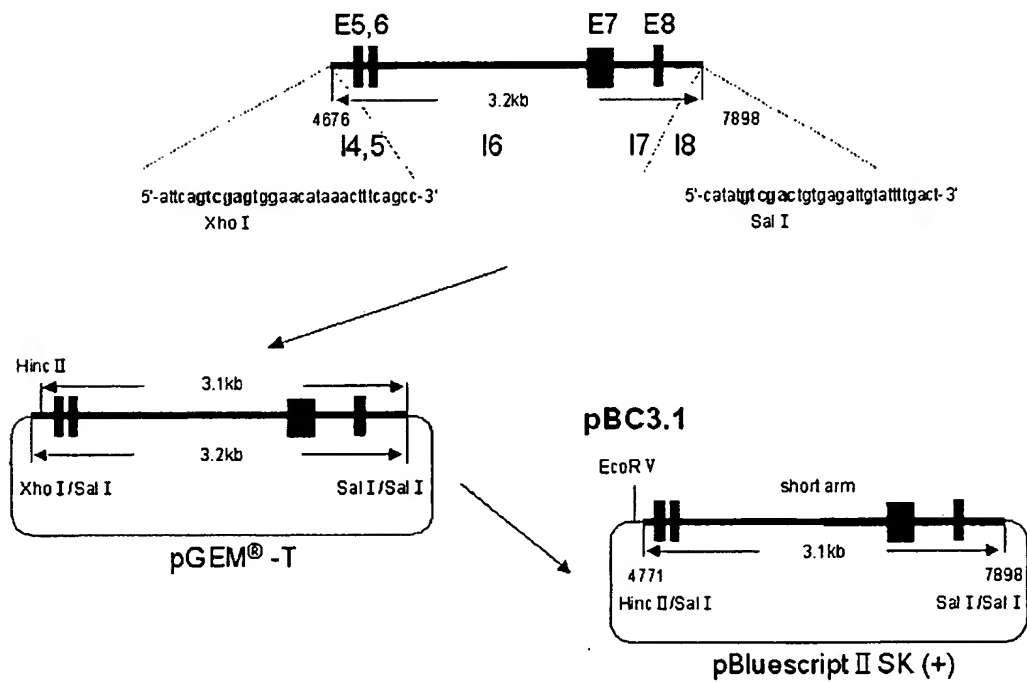 E5,6 E7 E8
3.2kb
4676 7898
I4,5 I6 I7 I8
5'-attcagtcgagtggaacataaactttcagcc-3' 5'-catatgtcgactgtgagattgtattttgact-3'
Xho I Sal I
Hinc II
3.1kb
3.2kb
Xho I/Sal I Sal I/Sal I
pGEM® -T
pBC3.1
EcoR V
short arm
3.1kb
4771 7898
Hinc II/Sal I Sal I/Sal I
pBluescript II SK (+)